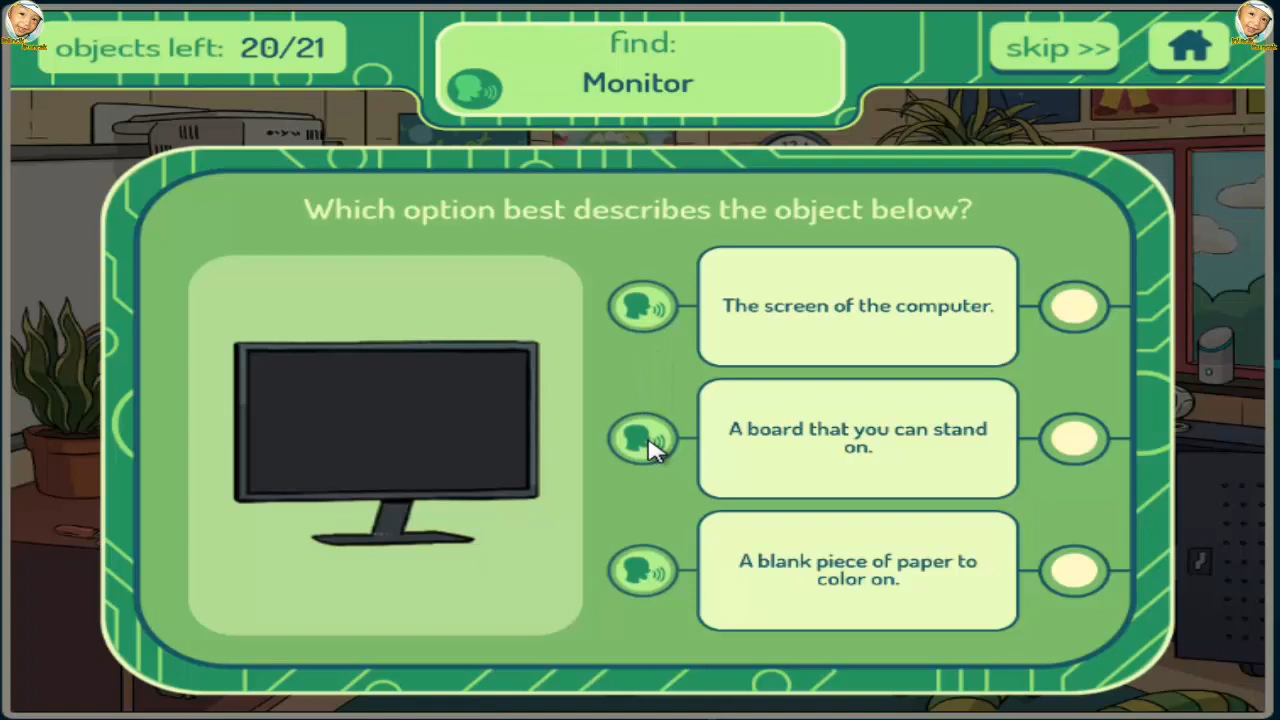 objects left: 20/21
find:
Monitor
skip >>
Which option best describes the object below?
The screen of the computer.
A board that you can stand
on.
A blank piece of paper to
color on.